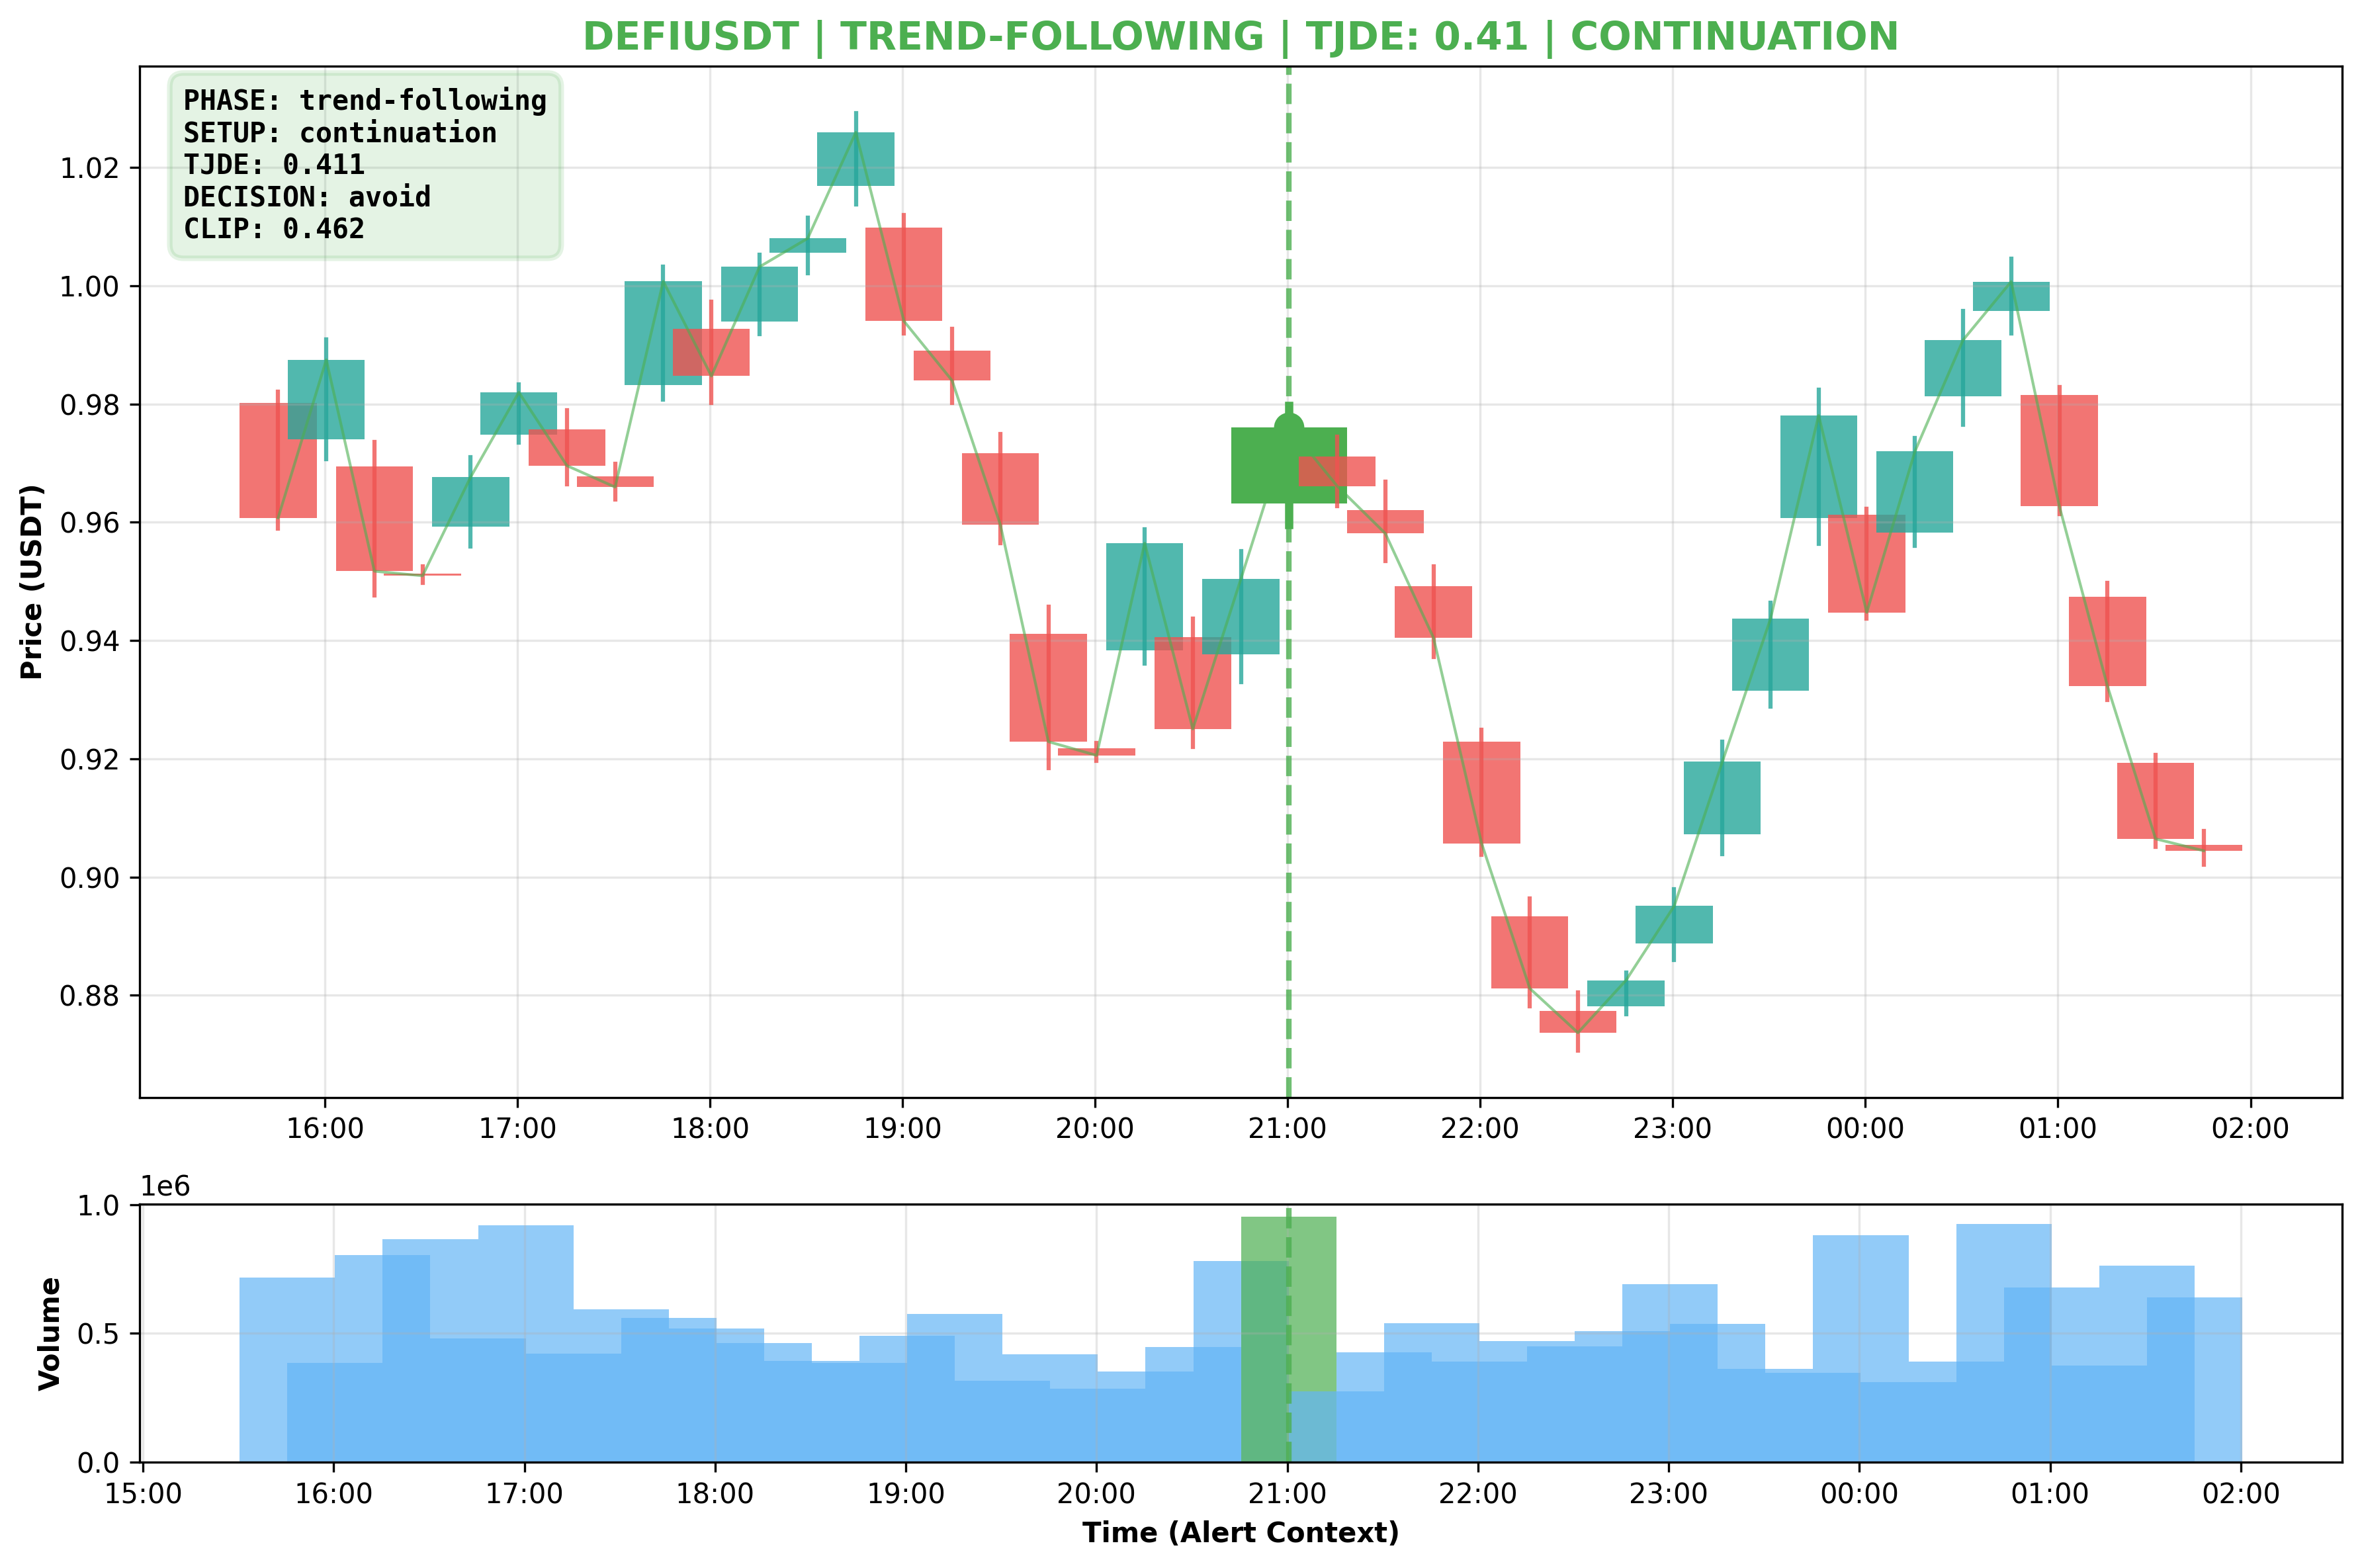 DEFIUSDT | TREND-FOLLOWING | TJDE: 0.41 | CONTINUATION
PHASE: trend-following
SETUP: continuation
TJDE: 0.411
DECISION: avoid
CLIP: 0.462
Price (USDT)
1.02
1.00
0.98
0.96
0.94
0.92
0.90
0.88
16:00 17:00 18:00 19:00 20:00 21:00 22:00 23:00 00:00 01:00 02:00
1e6
Volume
1.0
0.5
0.0
15:00 16:00 17:00 18:00 19:00 20:00 21:00 22:00 23:00 00:00 01:00 02:00
Time (Alert Context)